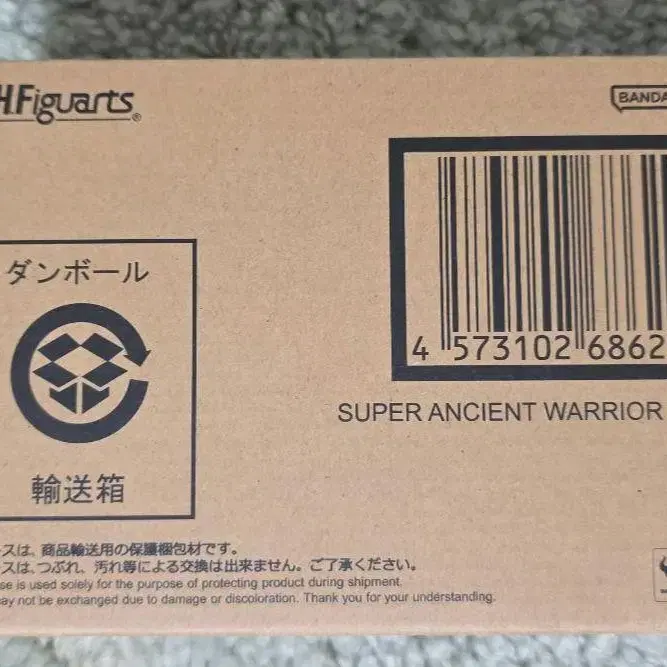 H.Figuarts®
BANDA
ダンボール
輸送箱
4 573102 6862
SUPER ANCIENT WARRIOR
ースは、商品輸送用の保護梱包材です。
ースは、つぶれ、汚れ等による交換は出来ません。ご了承ください。
se is used solely for the purpose of protecting product during shipment.
ay not be exchanged due to damage or discoloration. Thank you for your understanding.